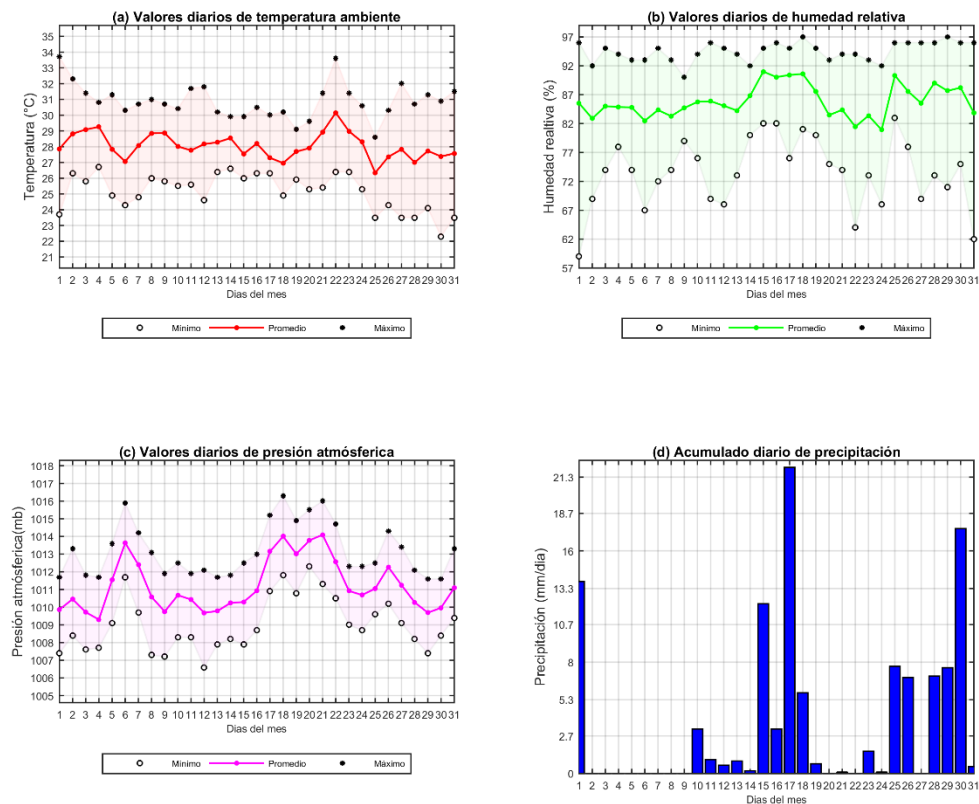 (a) Valores diarios de temperatura ambiente
35
34
33
32
31
30
29
28
27
26
25
24
23
22
21
Temperatura (°C)
1 2 3 4 5 6 7 8 9 10 11 12 13 14 15 16 17 18 19 20 21 22 23 24 25 26 27 28 29 30 31
Dias del mes
Mínimo Promedio Máximo
(b) Valores diarios de humedad relativa
97
92
87
82
77
72
67
62
57
Humedad realtiva (%)
1 2 3 4 5 6 7 8 9 10 11 12 13 14 15 16 17 18 19 20 21 22 23 24 25 26 27 28 29 30 31
Dias del mes
Mínimo Promedio Máximo
(c) Valores diarios de presión atmósferica
1018
1016
1015
1014
1013
1012
1011
1010
1009
1008
1007
1006
1005
Presión atmósferica(mb)
1 2 3 4 5 6 7 8 9 10 11 12 13 14 15 16 17 18 19 20 21 22 23 24 25 26 27 28 29 30 31
Dias del mes
Mínimo Promedio Máximo
(d) Acumulado diario de precipitación
21.3
18.7
16
13.3
10.7
8
5.3
2.7
0
Precipitación (mm/dia)
1 2 3 4 5 6 7 8 9 10 11 12 13 14 15 16 17 18 19 20 21 22 23 24 25 26 27 28 29 30 31
Dias del mes